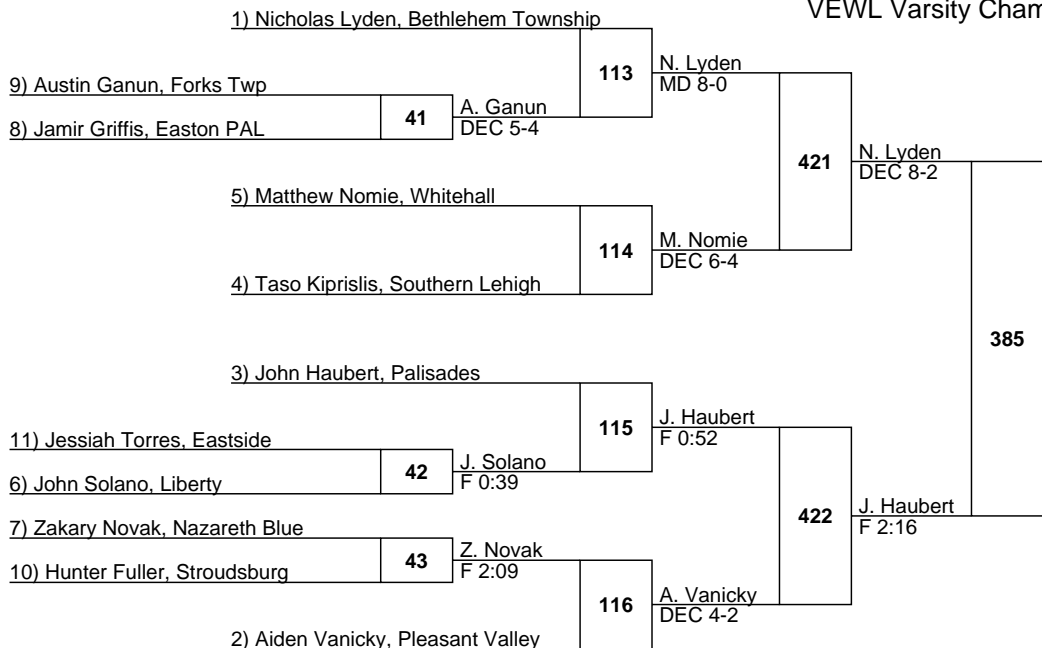 VEWL Varsity Cham
1) Nicholas Lyden, Bethlehem Township
113
N. Lyden
MD 8-0
9) Austin Ganun, Forks Twp
41
A. Ganun
DEC 5-4
8) Jamir Griffis, Easton PAL
421
N. Lyden
DEC 8-2
5) Matthew Nomie, Whitehall
114
M. Nomie
DEC 6-4
4) Taso Kiprislis, Southern Lehigh
385
3) John Haubert, Palisades
115
J. Haubert
F 0:52
11) Jessiah Torres, Eastside
42
J. Solano
F 0:39
6) John Solano, Liberty
422
J. Haubert
F 2:16
7) Zakary Novak, Nazareth Blue
43
Z. Novak
F 2:09
10) Hunter Fuller, Stroudsburg
116
A. Vanicky
DEC 4-2
2) Aiden Vanicky, Pleasant Valley